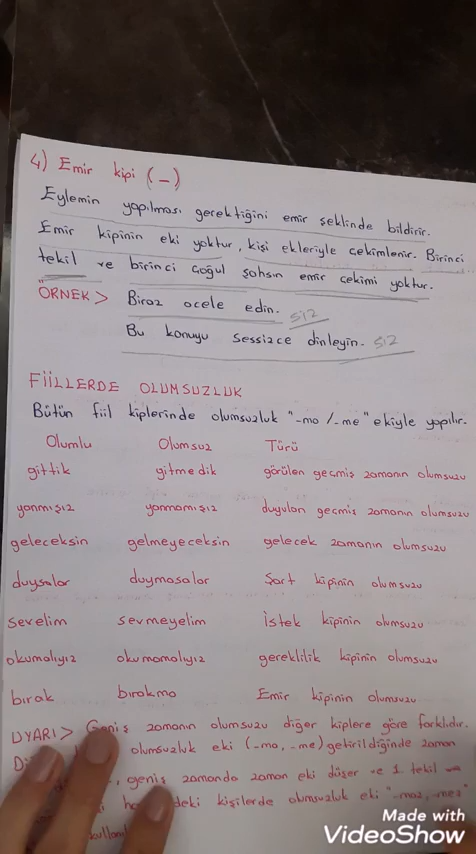 4) Emir kipi (-)
Eylemin yapılması gerektiğini emir şeklinde bildirir.
Emir kipinin eki yoktur, kişi ekleriyle çekimlenir. Birinci
tekil ve birinci çoğul şahsın emir çekimi yoktur.
ÖRNEK > Biraz acele edin. siz
Bu konuyu sessizce dinleyin. siz
FİİLLERDE OLUMSUZLUK
Bütün fiil kiplerinde olumsuzluk "-ma /-me" ekiyle yapılır.
Olumlu Olumsuz Türü
gittik gitmedik görülen geçmiş zamanın olumsuzu
yanmışız yanmamışız duyulan geçmiş zamanın olumsuzu
geleceksin gelmeyeceksin gelecek zamanın olumsuzu
duysalar duymasalar Şart kipinin olumsuzu
sevelim sevmeyelim İstek kipinin olumsuzu
okumalıyız okumamalıyız gereklilik kipinin olumsuzu
bırak bırakma Emir kipinin olumsuzu
UYARI > Geniş zamanın olumsuzu diğer kiplere göre farklıdır.
olumsuzluk eki (-ma, -me) getirildiğinde zaman
, geniş zamanda zaman eki düşer ve 1. tekil
deki kişilerde olumsuzluk eki "-maz, -mez"
Made with
VideoShow